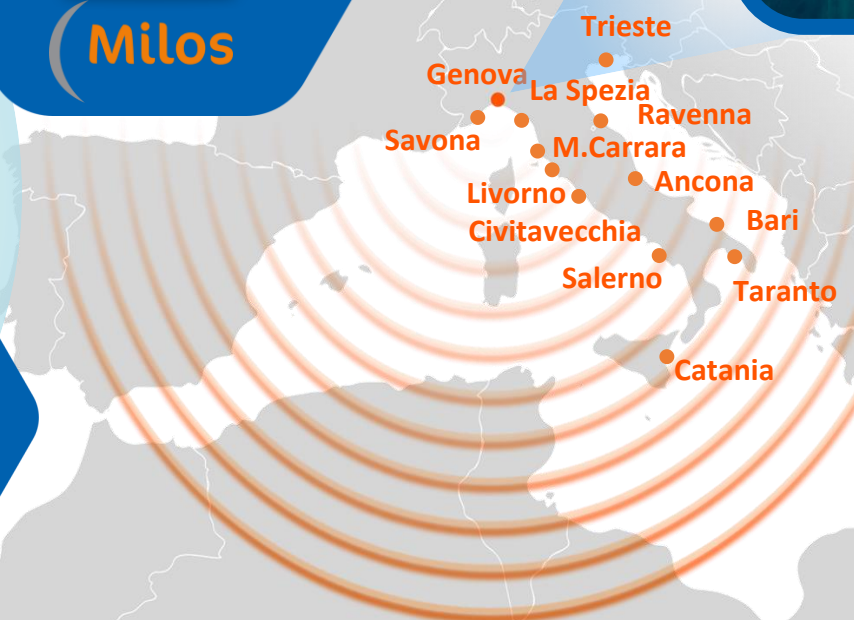 Milos
Trieste
Genova
La Spezia
Ravenna
Savona
M.Carrara
Ancona
Livorno
Bari
Civitavecchia
Salerno
Taranto
Catania